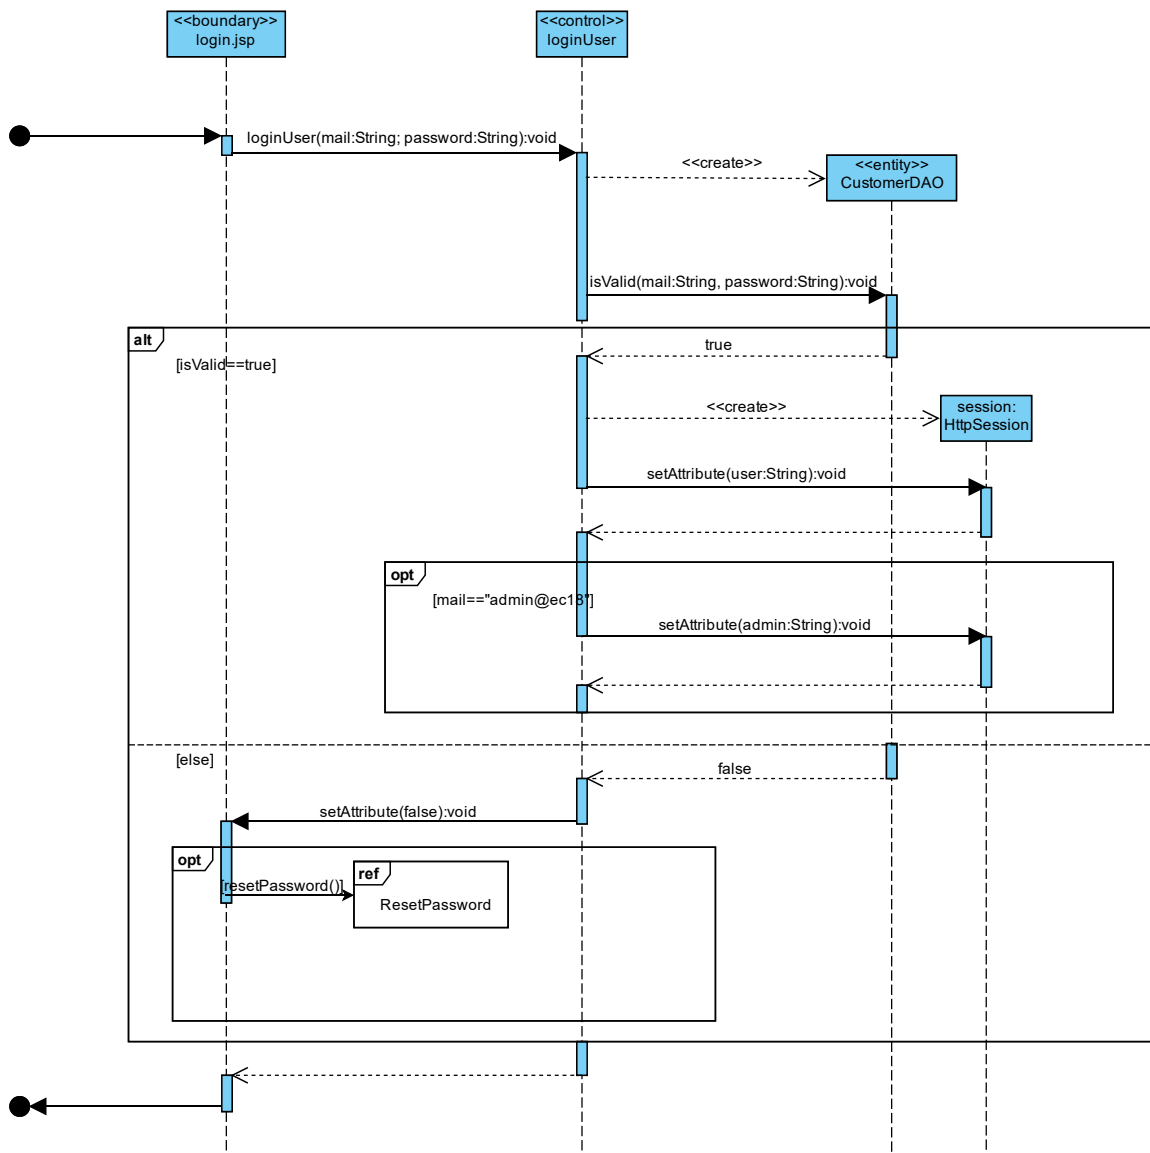 <<boundary>>
login.jsp
<<control>>
loginUser
loginUser(mail:String; password:String):void
<<create>>
<<entity>>
CustomerDAO
isValid(mail:String, password:String):void
alt
[isValid==true]
true
<<create>>
session:
HttpSession
setAttribute(user:String):void
opt
[mail=="admin@ec18"]
setAttribute(admin:String):void
[else]
false
setAttribute(false):void
opt
[resetPassword()]
ref
ResetPassword